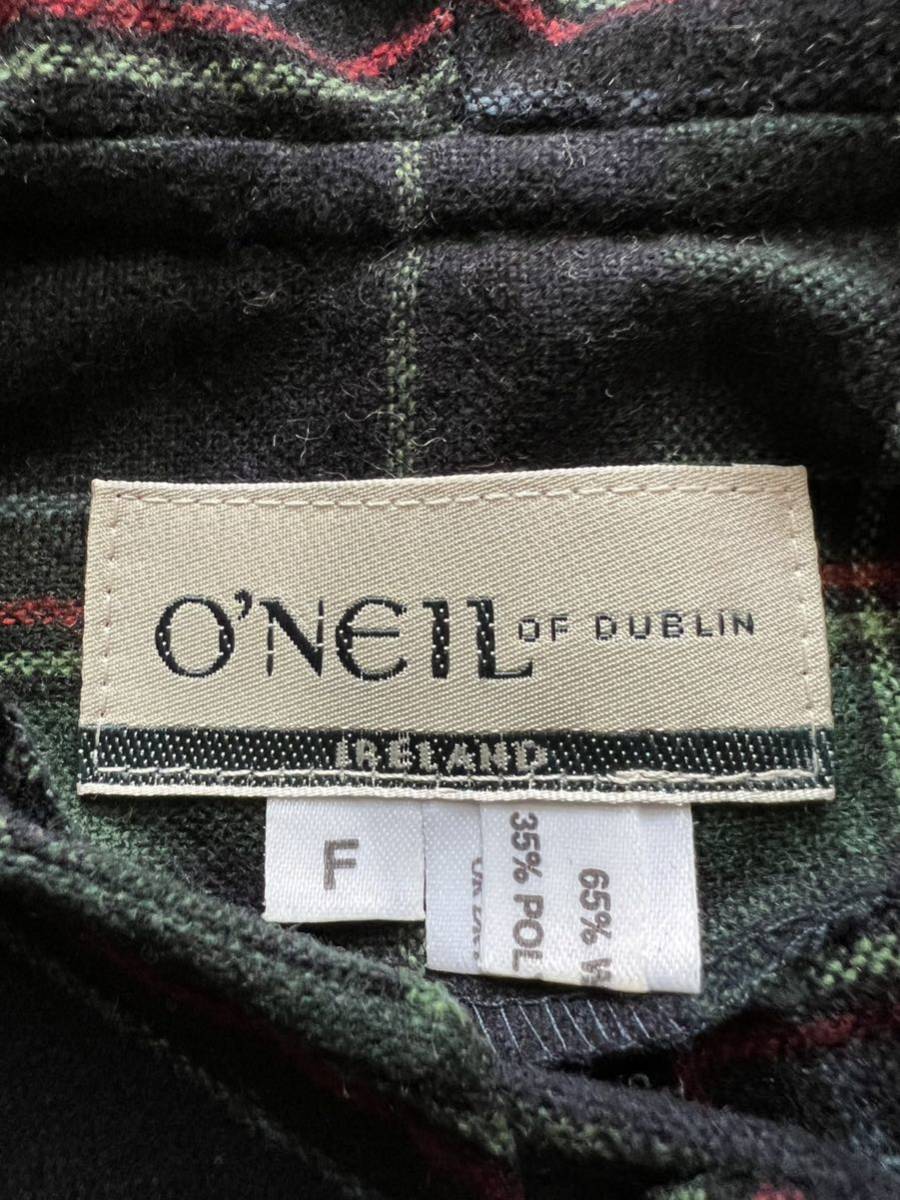 O'NEIL OF DUBLIN
IRELAND
F
65%
35% POL